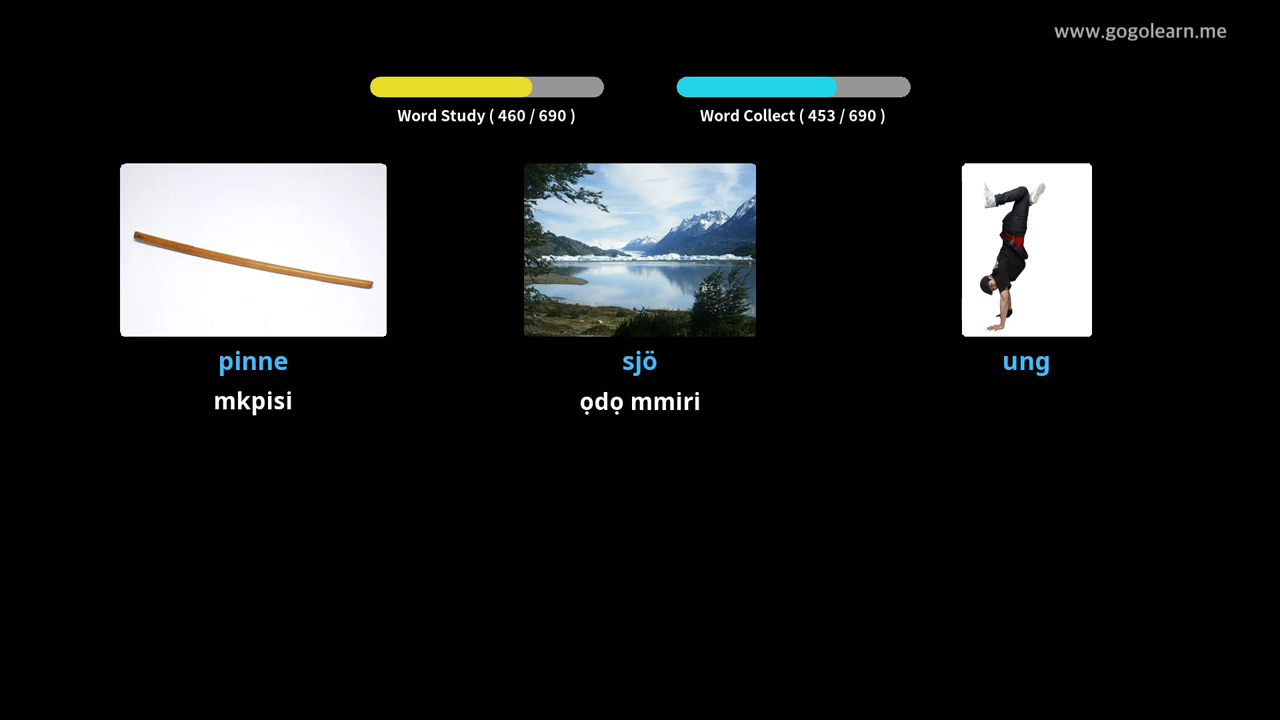 www.gogolearn.me
Word Study ( 460 / 690 )
Word Collect ( 453 / 690 )
pinne
mkpisi
sjö
ọdọ mmiri
ung